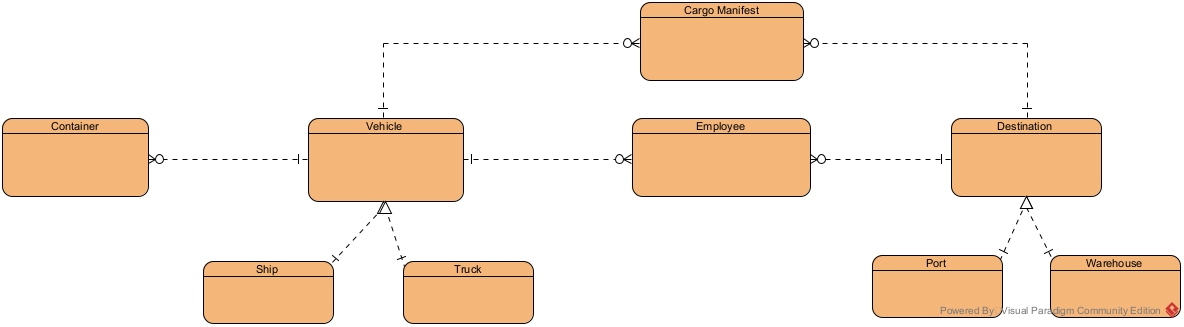 Cargo Manifest
Container
Vehicle
Employee
Destination
Ship
Truck
Port
Warehouse
Powered By: Visual Paradigm Community Edition